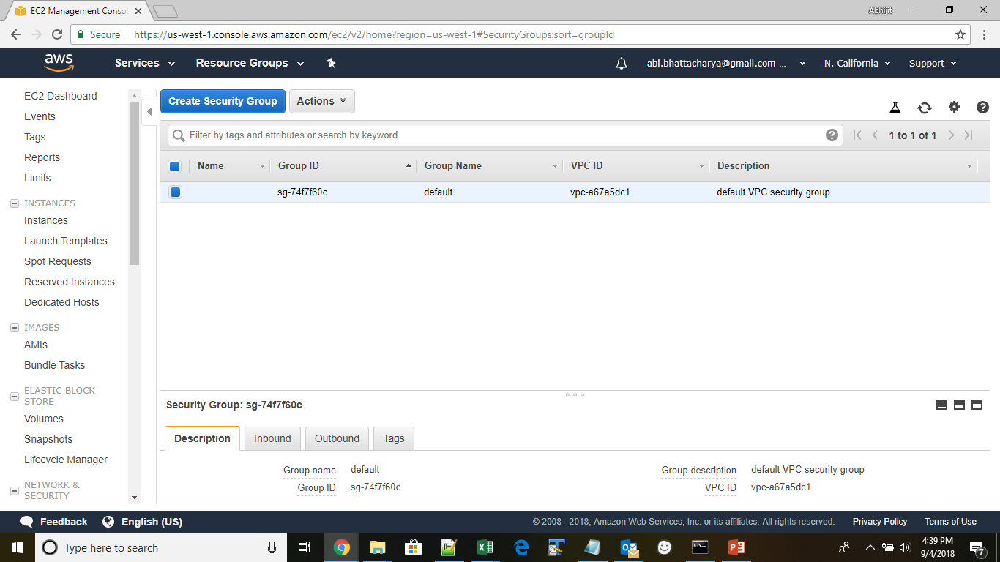 EC2 Management Consol
Abhijit
Secure
https://us-west-1.console.aws.amazon.com/ec2/v2/home?region=us-west-1#SecurityGroups:sort=groupId
aws
Services
Resource Groups
abi.bhattacharya@gmail.com ...
N. California
Support
EC2 Dashboard
Events
Tags
Reports
Limits
INSTANCES
Instances
Launch Templates
Spot Requests
Reserved Instances
Dedicated Hosts
IMAGES
AMIs
Bundle Tasks
ELASTIC BLOCK
STORE
Volumes
Snapshots
Lifecycle Manager
NETWORK &
SECURITY
Create Security Group
Actions
Filter by tags and attributes or search by keyword
1 to 1 of 1
Name Group ID Group Name VPC ID Description
sg-74f7f60c default vpc-a67a5dc1 default VPC security group
Security Group: sg-74f7f60c
Description Inbound Outbound Tags
Group name default Group description default VPC security group
Group ID sg-74f7f60c VPC ID vpc-a67a5dc1
Feedback
English (US)
© 2008 - 2018, Amazon Web Services, Inc. or its affiliates. All rights reserved.
Privacy Policy
Terms of Use
Type here to search
4:39 PM
9/4/2018
7